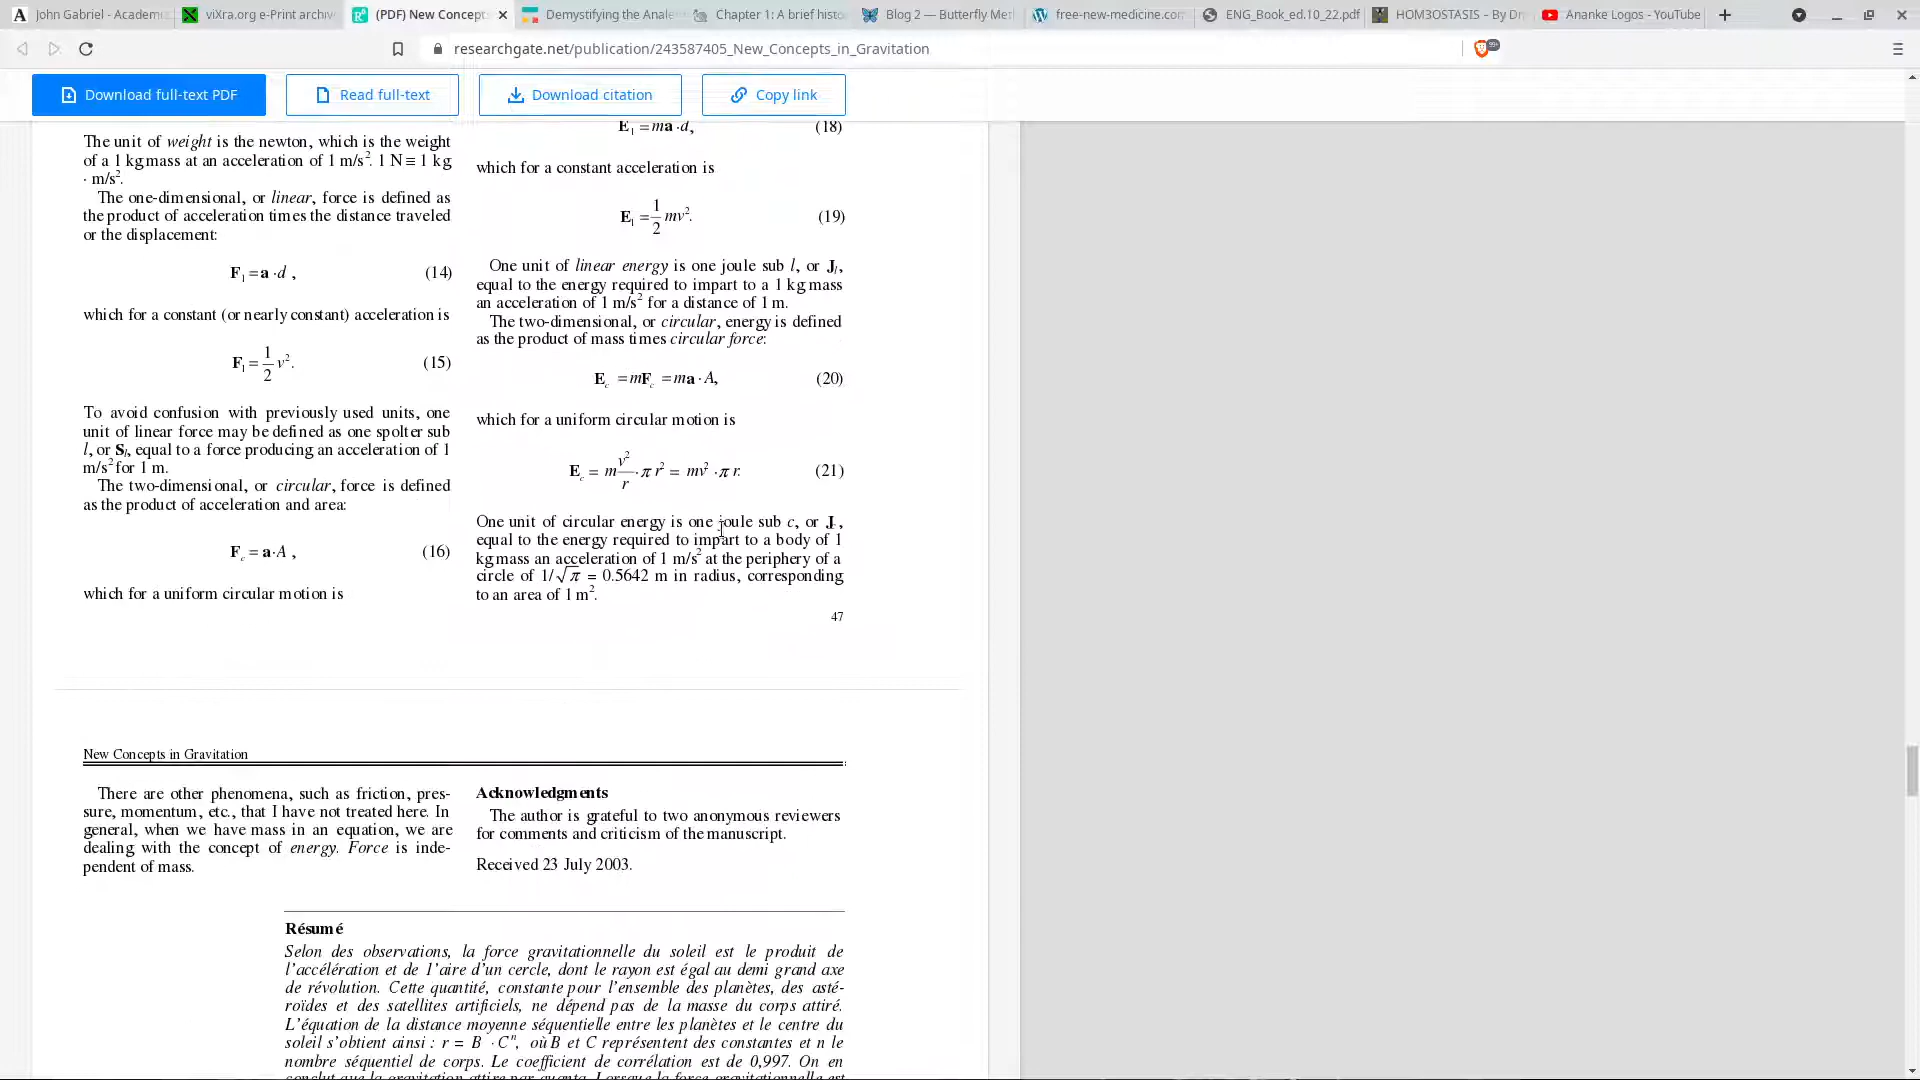 John Gabriel - Academi
viXra.org e-Print archive
(PDF) New Concepts
Demystifying the Anale
Chapter 1: A brief histo
Blog 2 — Butterfly Met
free-new-medicine.com
ENG_Book_ed.10_22.pdf
HOM3OSTASIS – By Dr
Ananke Logos - YouTube
researchgate.net/publication/243587405_New_Concepts_in_Gravitation
99+
Download full-text PDF
Read full-text
Download citation
Copy link
The unit of weight is the newton, which is the weight
of a 1 kg mass at an acceleration of 1 m/s². 1 N ≡ 1 kg
· m/s².
The one-dimensional, or linear, force is defined as
the product of acceleration times the distance traveled
or the displacement:
F₁ = a · d , (14)
which for a constant (or nearly constant) acceleration is
F₁ = 1/2 v². (15)
To avoid confusion with previously used units, one
unit of linear force may be defined as one spolter sub
l, or Sₗ, equal to a force producing an acceleration of 1
m/s² for 1 m.
The two-dimensional, or circular, force is defined
as the product of acceleration and area:
F꜀ = a · A , (16)
which for a uniform circular motion is
E₁ = ma · d, (18)
which for a constant acceleration is
E₁ = 1/2 mv². (19)
One unit of linear energy is one joule sub l, or Jₗ,
equal to the energy required to impart to a 1 kg mass
an acceleration of 1 m/s² for a distance of 1 m.
The two-dimensional, or circular, energy is defined
as the product of mass times circular force:
E꜀ = mF꜀ = ma · A, (20)
which for a uniform circular motion is
E꜀ = m v²/r · π r² = mv² · π r. (21)
One unit of circular energy is one joule sub c, or J꜀,
equal to the energy required to impart to a body of 1
kg mass an acceleration of 1 m/s² at the periphery of a
circle of 1/√π = 0.5642 m in radius, corresponding
to an area of 1 m².
47
New Concepts in Gravitation
There are other phenomena, such as friction, pres-
sure, momentum, etc., that I have not treated here. In
general, when we have mass in an equation, we are
dealing with the concept of energy. Force is inde-
pendent of mass.
Acknowledgments
The author is grateful to two anonymous reviewers
for comments and criticism of the manuscript.
Received 23 July 2003.
Résumé
Selon des observations, la force gravitationnelle du soleil est le produit de
l'accélération et de l'aire d'un cercle, dont le rayon est égal au demi grand axe
de révolution. Cette quantité, constante pour l'ensemble des planètes, des asté-
roïdes et des satellites artificiels, ne dépend pas de la masse du corps attiré.
L'équation de la distance moyenne séquentielle entre les planètes et le centre du
soleil s'obtient ainsi : r = B · Cⁿ, où B et C représentent des constantes et n le
nombre séquentiel de corps. Le coefficient de corrélation est de 0,997. On en
conclut que la gravitation attire par quanta. Lorsque la force gravitationnelle est